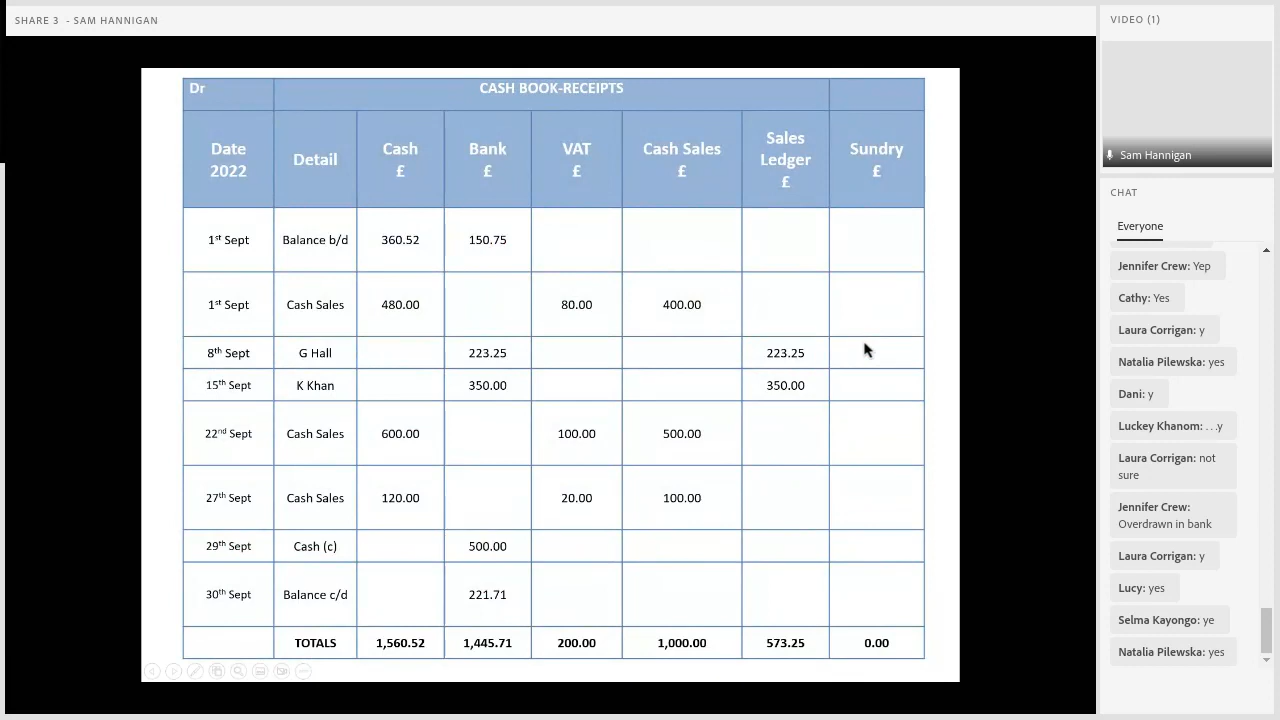 SHARE 3 - SAM HANNIGAN
Dr CASH BOOK-RECEIPTS
Date 2022 Detail Cash £ Bank £ VAT £ Cash Sales £ Sales Ledger £ Sundry £
1st Sept Balance b/d 360.52 150.75
1st Sept Cash Sales 480.00 80.00 400.00
8th Sept G Hall 223.25 223.25
15th Sept K Khan 350.00 350.00
22nd Sept Cash Sales 600.00 100.00 500.00
27th Sept Cash Sales 120.00 20.00 100.00
29th Sept Cash (c) 500.00
30th Sept Balance c/d 221.71
TOTALS 1,560.52 1,445.71 200.00 1,000.00 573.25 0.00
VIDEO (1)
Sam Hannigan
CHAT
Everyone
Jennifer Crew: Yep
Cathy: Yes
Laura Corrigan: y
Natalia Pilewska: yes
Dani: y
Luckey Khanom: . . .y
Laura Corrigan: not
sure
Jennifer Crew:
Overdrawn in bank
Laura Corrigan: y
Lucy: yes
Selma Kayongo: ye
Natalia Pilewska: yes